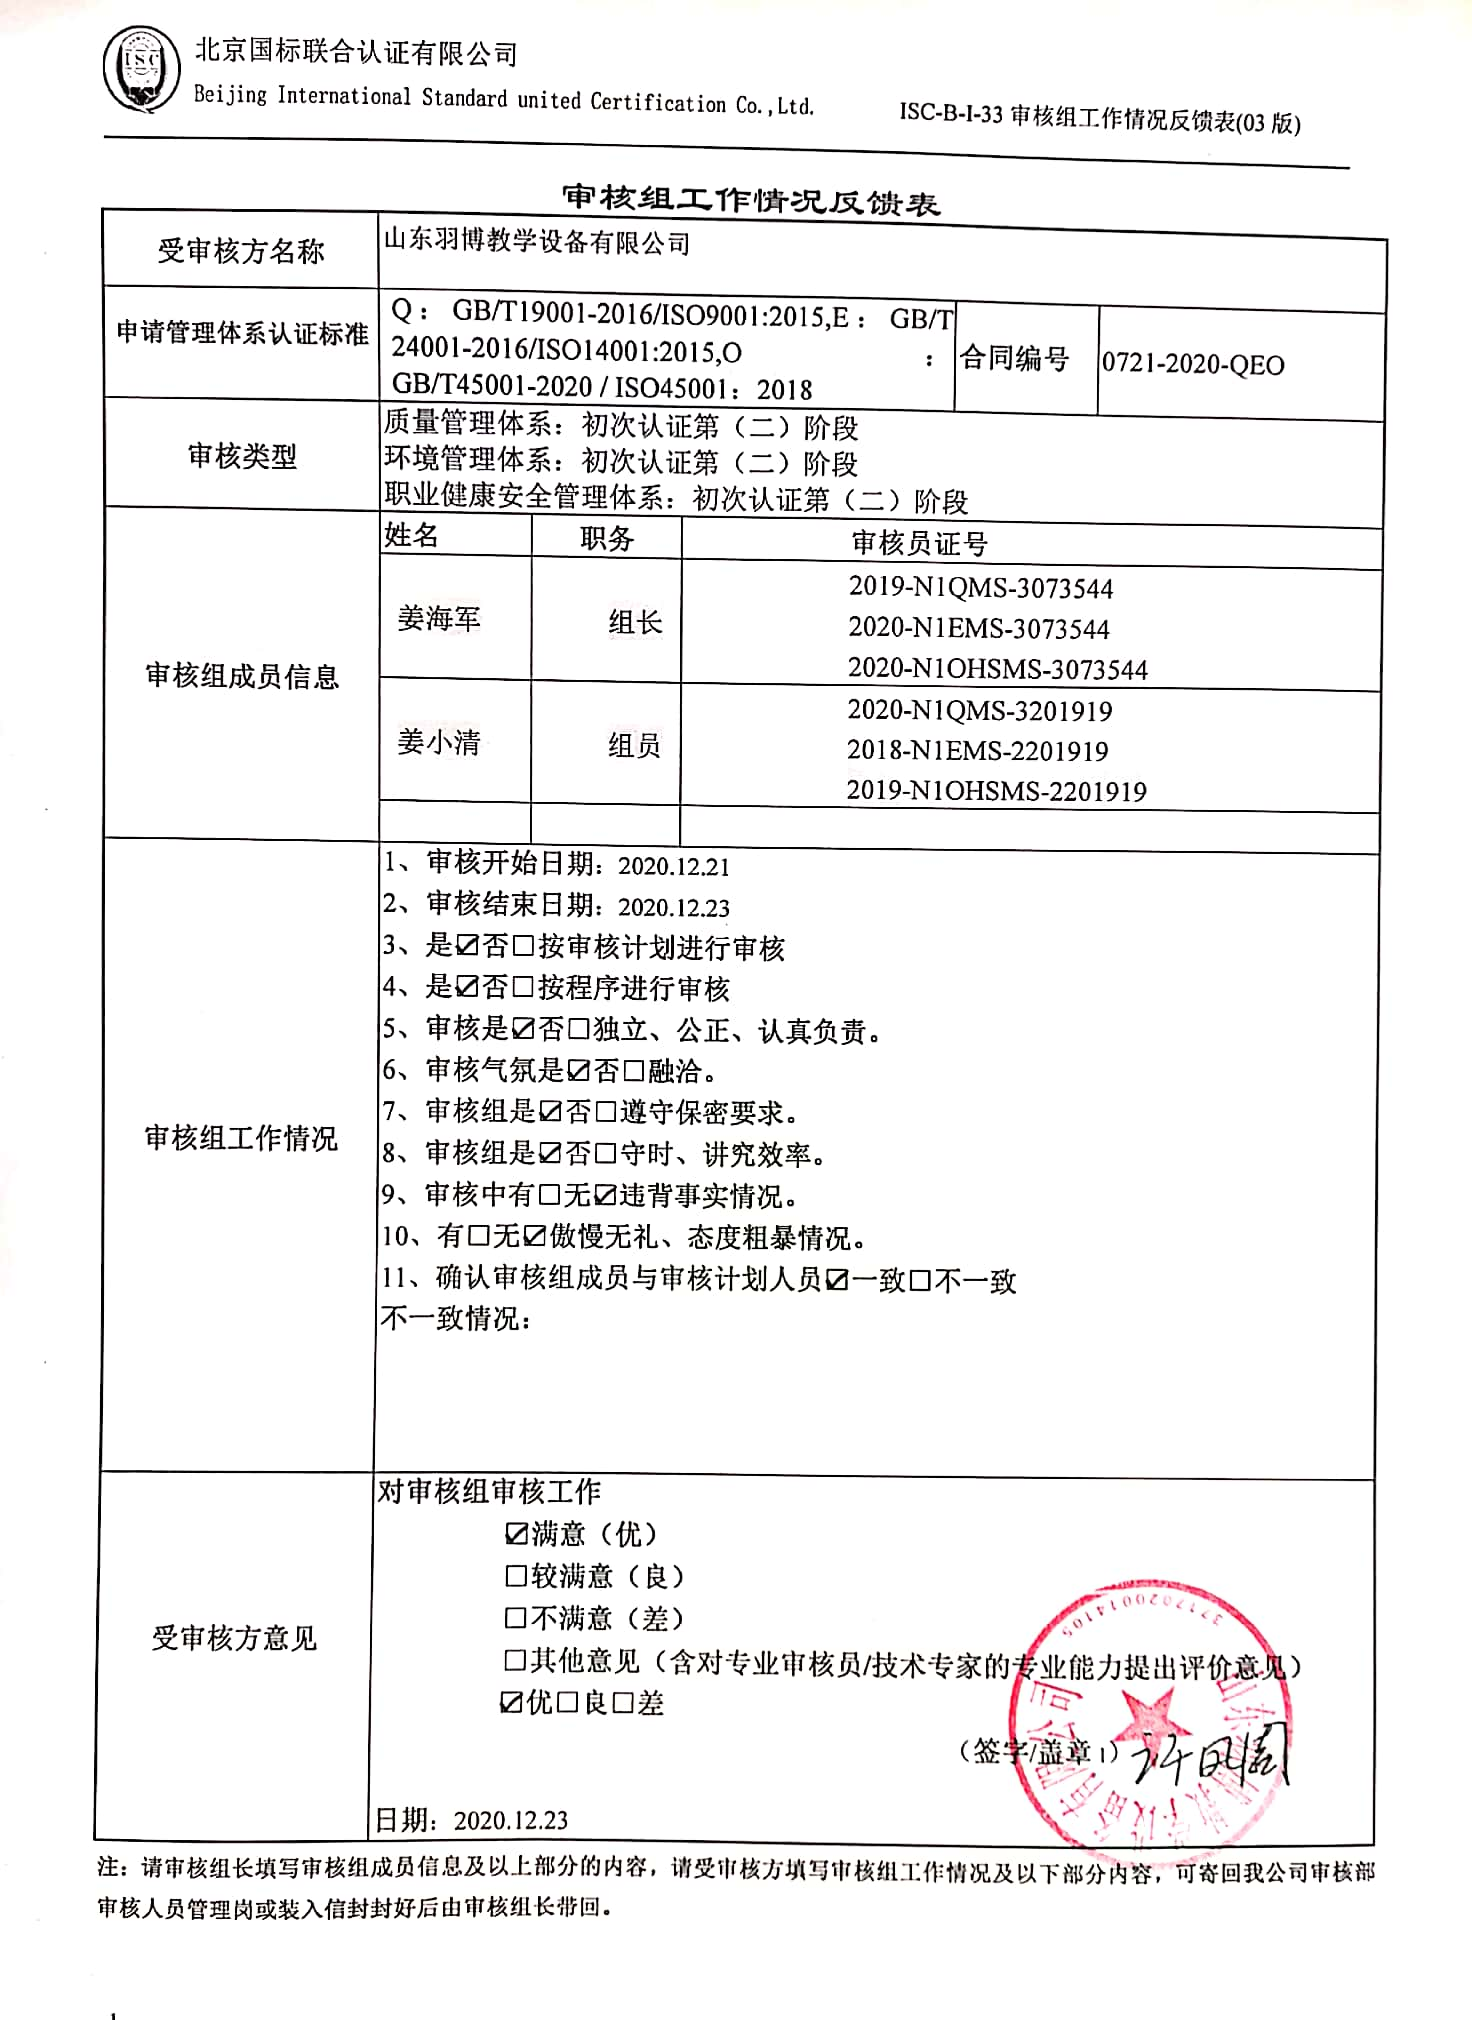 ISC
北京国标联合认证有限公司
Beijing International Standard united Certification Co.,Ltd.
ISC-B-I-33 审核组工作情况反馈表(03 版)
审核组工作情况反馈表
受审核方名称
山东羽博教学设备有限公司
申请管理体系认证标准
Q： GB/T19001-2016/ISO9001:2015,E： GB/T
24001-2016/ISO14001:2015,O ：
GB/T45001-2020 / ISO45001：2018
合同编号
0721-2020-QEO
审核类型
质量管理体系：初次认证第（二）阶段
环境管理体系：初次认证第（二）阶段
职业健康安全管理体系：初次认证第（二）阶段
审核组成员信息
姓名 职务 审核员证号
姜海军 组长
2019-N1QMS-3073544
2020-N1EMS-3073544
2020-N1OHSMS-3073544
姜小清 组员
2020-N1QMS-3201919
2018-N1EMS-2201919
2019-N1OHSMS-2201919
审核组工作情况
1、审核开始日期：2020.12.21
2、审核结束日期：2020.12.23
3、是☑否☐按审核计划进行审核
4、是☑否☐按程序进行审核
5、审核是☑否☐独立、公正、认真负责。
6、审核气氛是☑否☐融洽。
7、审核组是☑否☐遵守保密要求。
8、审核组是☑否☐守时、讲究效率。
9、审核中有☐无☑违背事实情况。
10、有☐无☑傲慢无礼、态度粗暴情况。
11、确认审核组成员与审核计划人员☑一致☐不一致
不一致情况：
受审核方意见
对审核组审核工作
☑满意（优）
☐较满意（良）
☐不满意（差）
☐其他意见（含对专业审核员/技术专家的专业能力提出评价意见）
☑优☐良☐差
（签字/盖章）
日期：2020.12.23
3717020014105
注：请审核组长填写审核组成员信息及以上部分的内容，请受审核方填写审核组工作情况及以下部分内容，可寄回我公司审核部
审核人员管理岗或装入信封封好后由审核组长带回。